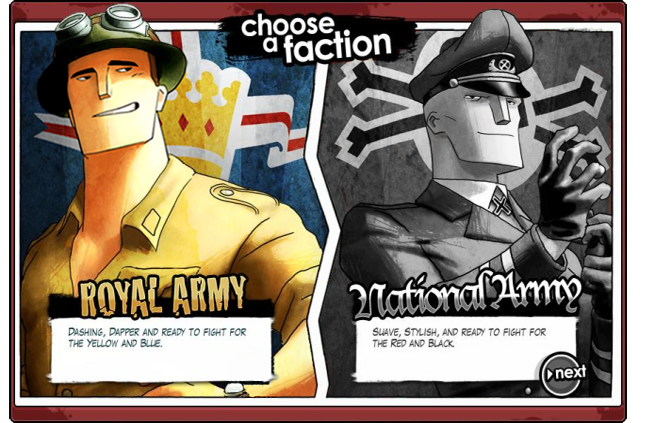 choose
a faction
ROYAL ARMY
DASHING, DAPPER AND READY TO FIGHT FOR
THE YELLOW AND BLUE.
National Army
SUAVE, STYLISH, AND READY TO FIGHT FOR
THE RED AND BLACK.
next